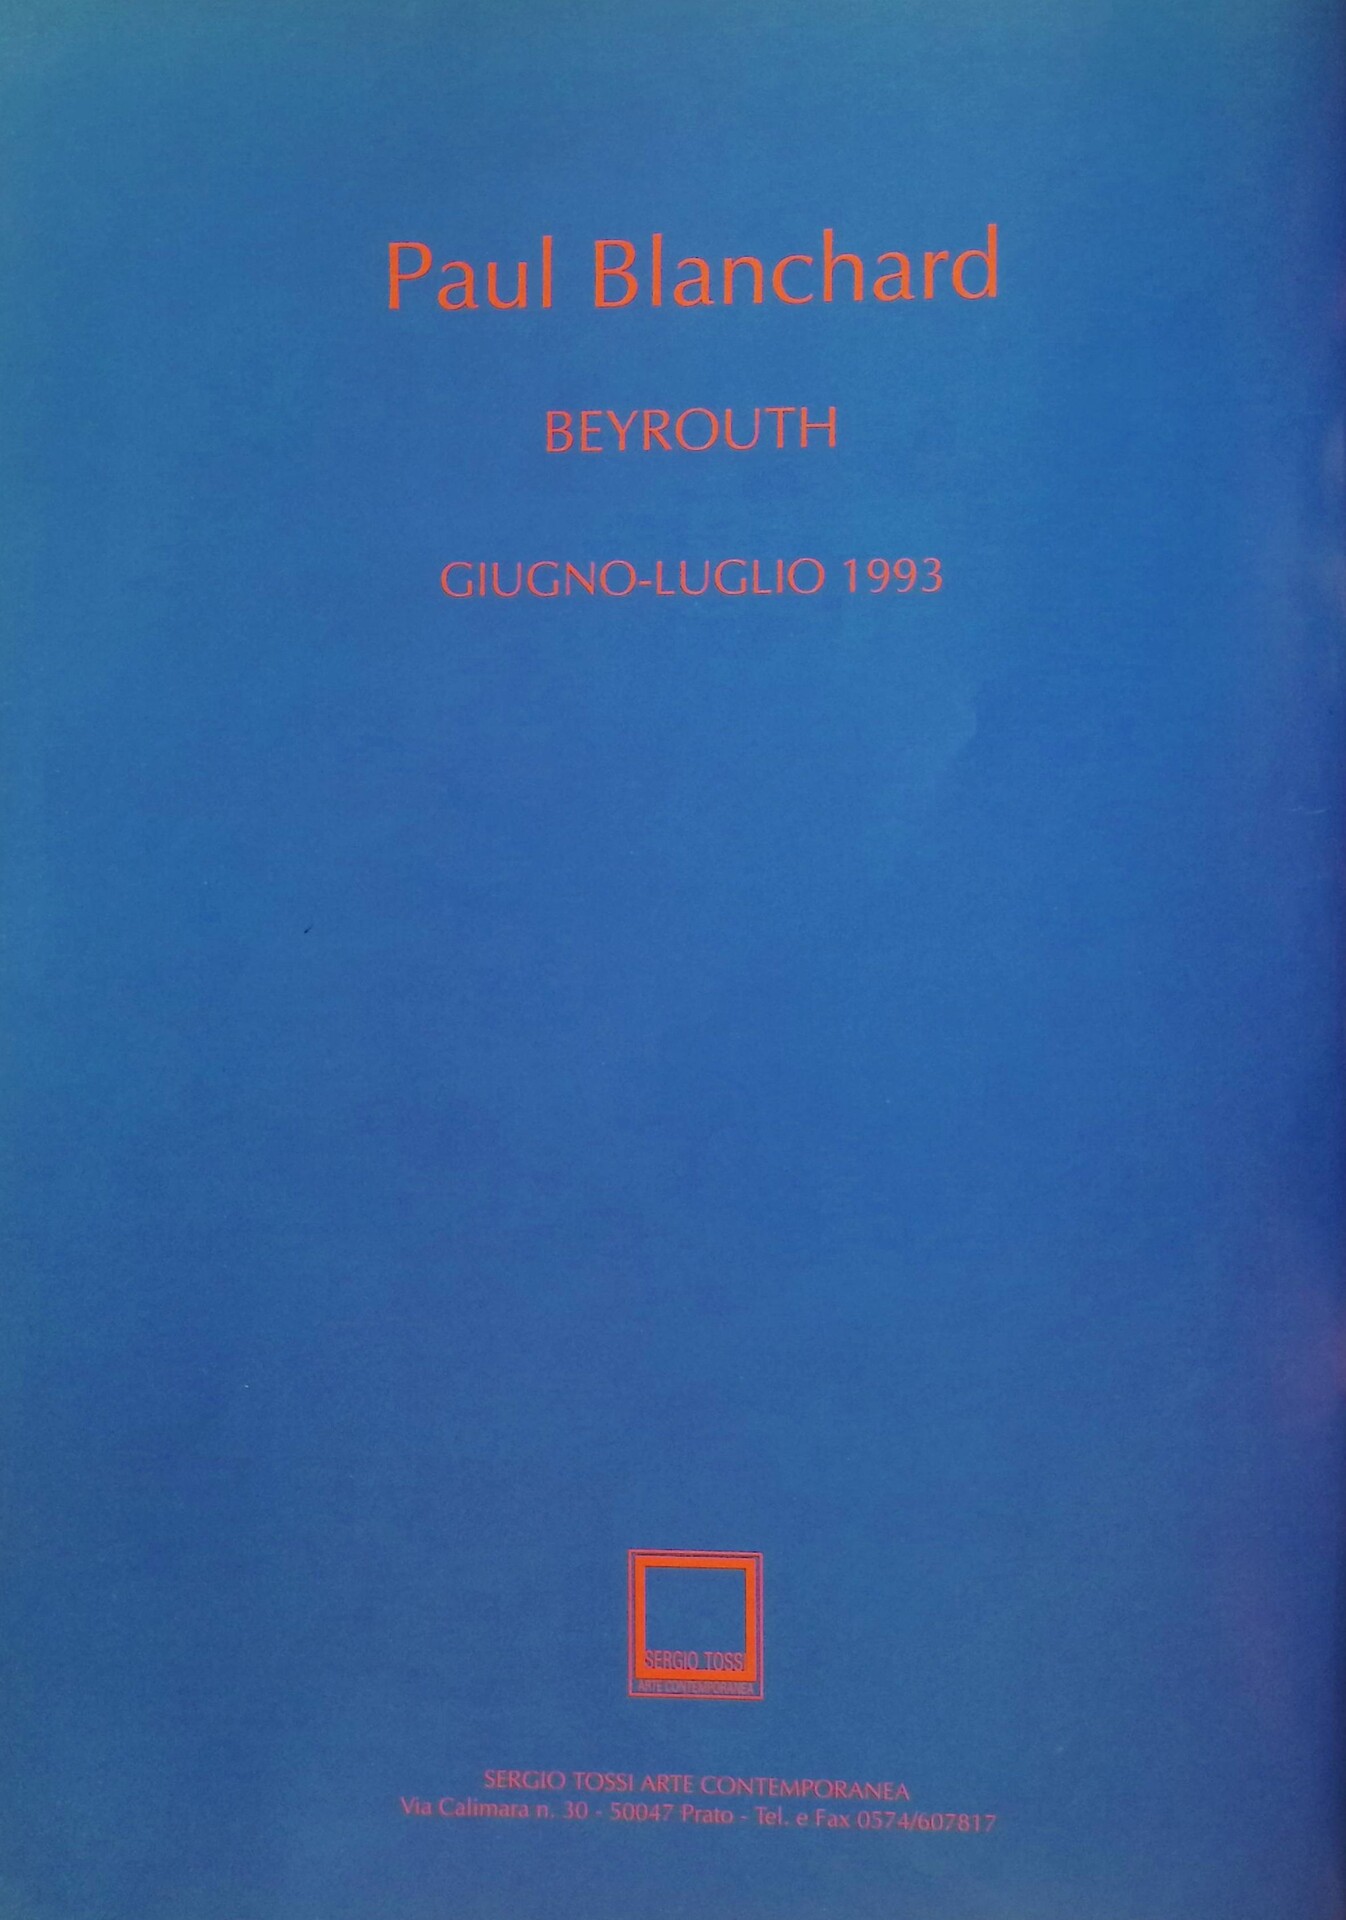 Paul Blanchard
BEYROUTH
GIUGNO-LUGLIO 1993
SERGIO TOSSI
ARTE CONTEMPORANEA
SERGIO TOSSI ARTE CONTEMPORANEA
Via Calimara n. 30 - 50047 Prato - Tel. e Fax 0574/607817